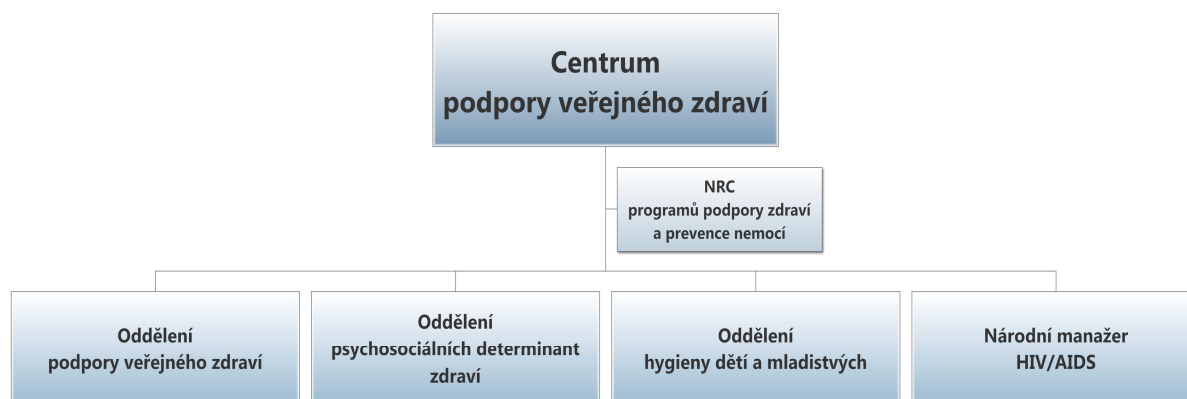 Centrum
podpory veřejného zdraví
NRC
programů podpory zdraví
a prevence nemocí
Oddělení
podpory veřejného zdraví
Oddělení
psychosociálních determinant
zdraví
Oddělení
hygieny dětí a mladistvých
Národní manažer
HIV/AIDS